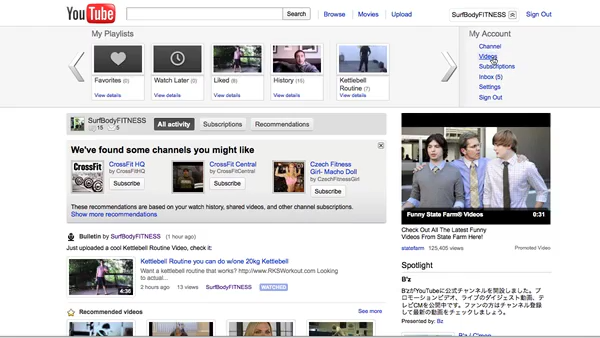 YouTube
Search
Browse
Movies
Upload
SurfBodyFITNESS
Sign Out
My Playlists
My Account
Favorites (0)
View details
Watch Later (0)
View details
Liked (8)
View details
History (15)
View details
Kettlebell
Routine (7)
View details
Channel
Videos
Subscriptions
Inbox (5)
Settings
Sign Out
SurfBodyFITNESS
15
5
All activity
Subscriptions
Recommendations
We've found some channels you might like
CrossFit
CrossFitHQ
by CrossFitHQ
Subscribe
CrossFit Central
by CrossFitCentral
Subscribe
Czech Fitness
Girl- Macho Doll
by CzechFitnessGirl
Subscribe
These recommendations are based on your watch history, shared videos, and other channel subscriptions.
Show more recommendations
Bulletin by SurfBodyFITNESS (1 hour ago)
Just uploaded a cool Kettlebell Routine Video, check it:
4:36
Kettlebell Routine you can do w/one 20kg Kettlebell
Want a kettlebell routine that works? http://www.RKSWorkout.com Looking
to actual...
2 hours ago
13 views
SurfBodyFITNESS
WATCHED
Recommended videos
See more
Funny State Farm® Videos
0:31
Check Out All The Latest Funny
Videos From State Farm Here!
statefarm
125,405 views
Promoted Video
Spotlight
B'z
B'zがYouTubeに公式チャンネルを開設しました。プ
ロモーションビデオ、ライブのダイジェスト動画、テ
レビCMを公開中です。ファンの方はチャンネル登録
して最新の動画をチェックしましょう。
Presented by: Bz